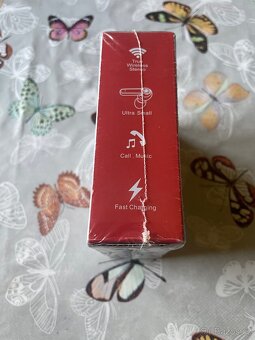 True
Wireless
Stereo
Ultra Small
Call , Music
Fast Charging